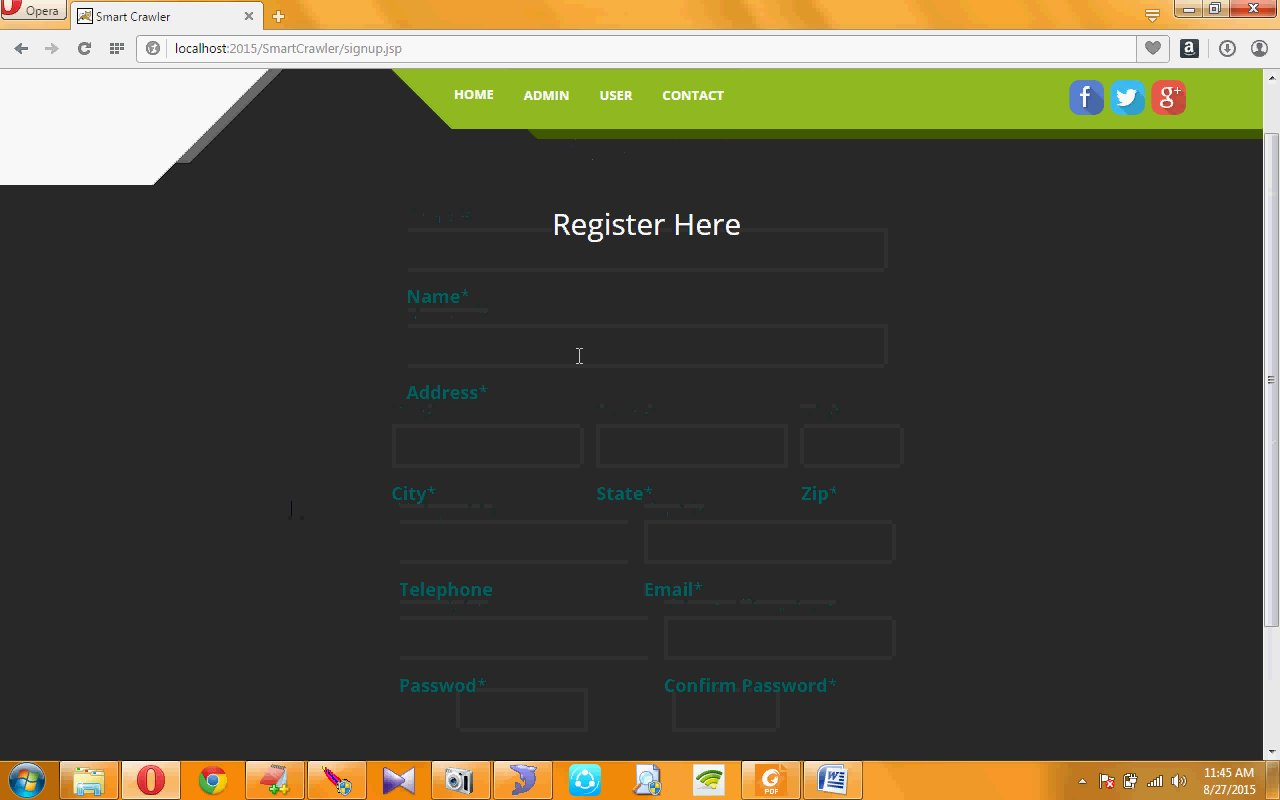 Opera
Smart Crawler
localhost:2015/SmartCrawler/signup.jsp
a
HOME ADMIN USER CONTACT
f g+
Register Here
Name*
Address*
City* State* Zip*
Telephone Email*
Passwod* Confirm Password*
PDF
W
11:45 AM
8/27/2015